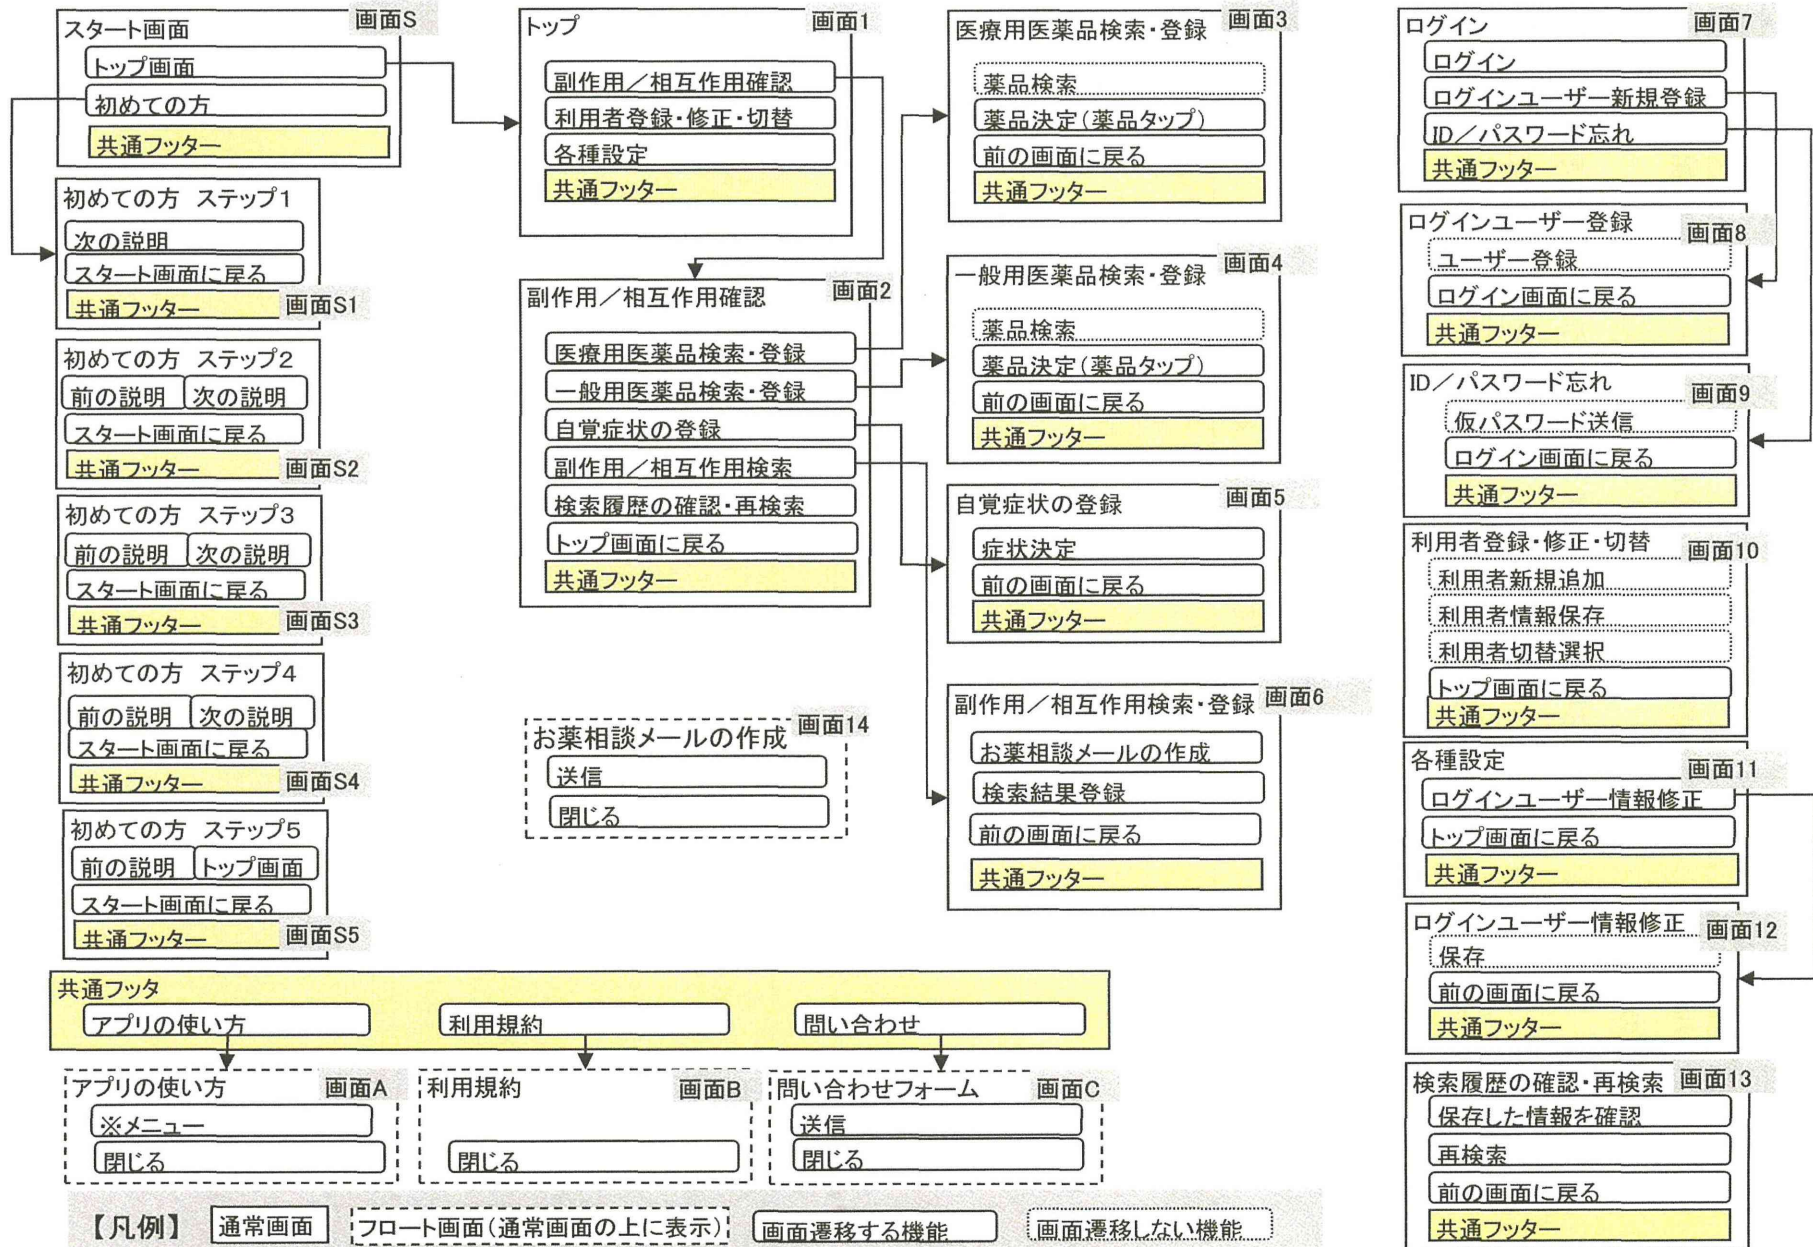 スタート画面
画面S
トップ画面
初めての方
共通フッター
初めての方 ステップ1
次の説明
スタート画面に戻る
共通フッター
画面S1
初めての方 ステップ2
前の説明 次の説明
スタート画面に戻る
共通フッター
画面S2
初めての方 ステップ3
前の説明 次の説明
スタート画面に戻る
共通フッター
画面S3
初めての方 ステップ4
前の説明 次の説明
スタート画面に戻る
共通フッター
画面S4
初めての方 ステップ5
前の説明 トップ画面
スタート画面に戻る
共通フッター
画面S5
トップ
画面1
副作用/相互作用確認
利用者登録・修正・切替
各種設定
共通フッター
副作用/相互作用確認
画面2
医療用医薬品検索・登録
一般用医薬品検索・登録
自覚症状の登録
副作用/相互作用検索
検索履歴の確認・再検索
トップ画面に戻る
共通フッター
お薬相談メールの作成
画面14
送信
閉じる
医療用医薬品検索・登録
画面3
薬品検索
薬品決定(薬品タップ)
前の画面に戻る
共通フッター
一般用医薬品検索・登録
画面4
薬品検索
薬品決定(薬品タップ)
前の画面に戻る
共通フッター
自覚症状の登録
画面5
症状決定
前の画面に戻る
共通フッター
副作用/相互作用検索・登録
画面6
お薬相談メールの作成
検索結果登録
前の画面に戻る
共通フッター
ログイン
画面7
ログイン
ログインユーザー新規登録
ID/パスワード忘れ
共通フッター
ログインユーザー登録
画面8
ユーザー登録
ログイン画面に戻る
共通フッター
ID/パスワード忘れ
画面9
仮パスワード送信
ログイン画面に戻る
共通フッター
利用者登録・修正・切替
画面10
利用者新規追加
利用者情報保存
利用者切替選択
トップ画面に戻る
共通フッター
各種設定
画面11
ログインユーザー情報修正
トップ画面に戻る
共通フッター
ログインユーザー情報修正
画面12
保存
前の画面に戻る
共通フッター
検索履歴の確認・再検索
画面13
保存した情報を確認
再検索
前の画面に戻る
共通フッター
共通フッタ
アプリの使い方
利用規約
問い合わせ
アプリの使い方
画面A
※メニュー
閉じる
利用規約
画面B
閉じる
問い合わせフォーム
画面C
送信
閉じる
【凡例】 通常画面 フロート画面(通常画面の上に表示) 画面遷移する機能 画面遷移しない機能